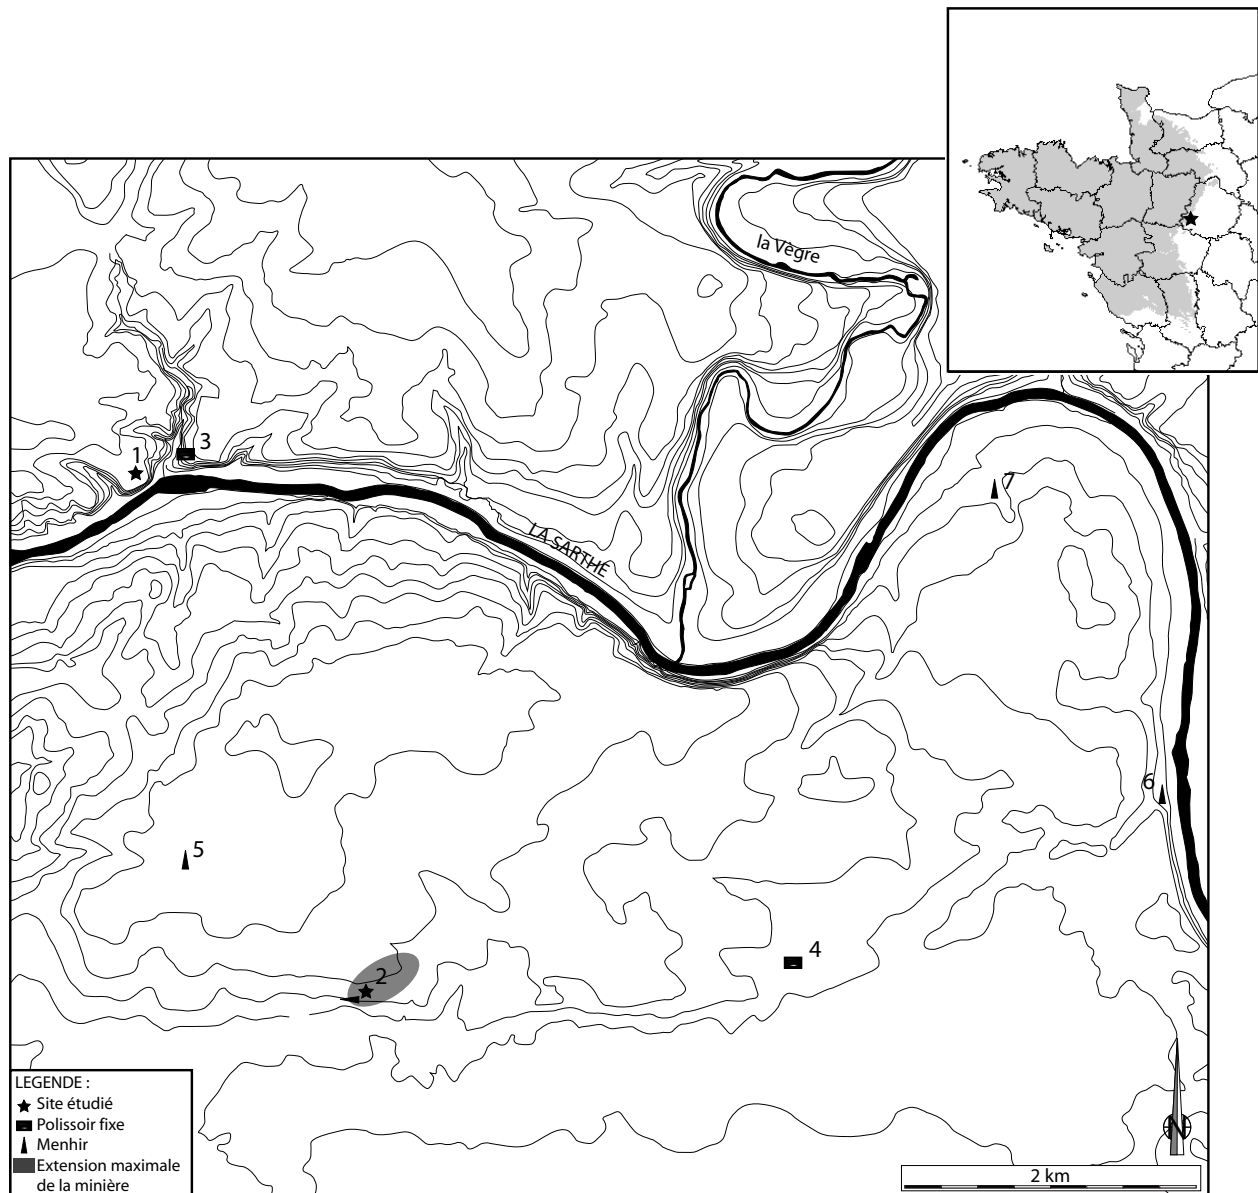 la Vègre
3
1
7
LA SARTHE
6
5
4
2
LEGENDE :
Site étudié
Polissoir fixe
Menhir
Extension maximale
de la minière
N
2 km